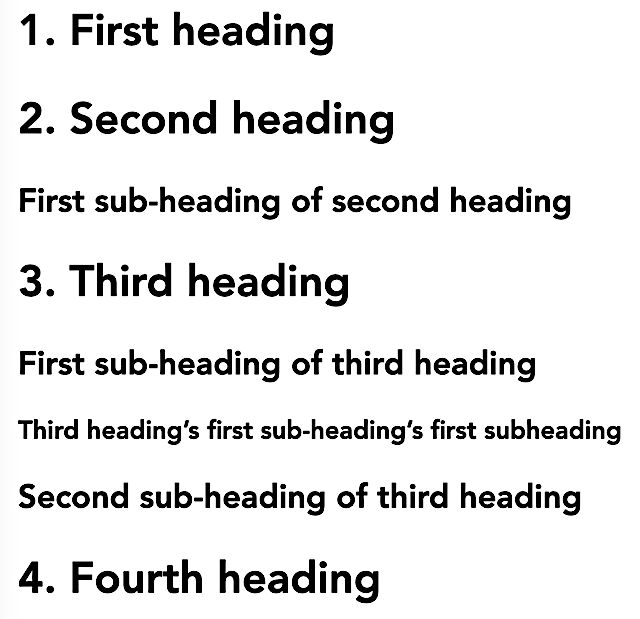 1. First heading
2. Second heading
First sub-heading of second heading
3. Third heading
First sub-heading of third heading
Third heading’s first sub-heading’s first subheading
Second sub-heading of third heading
4. Fourth heading